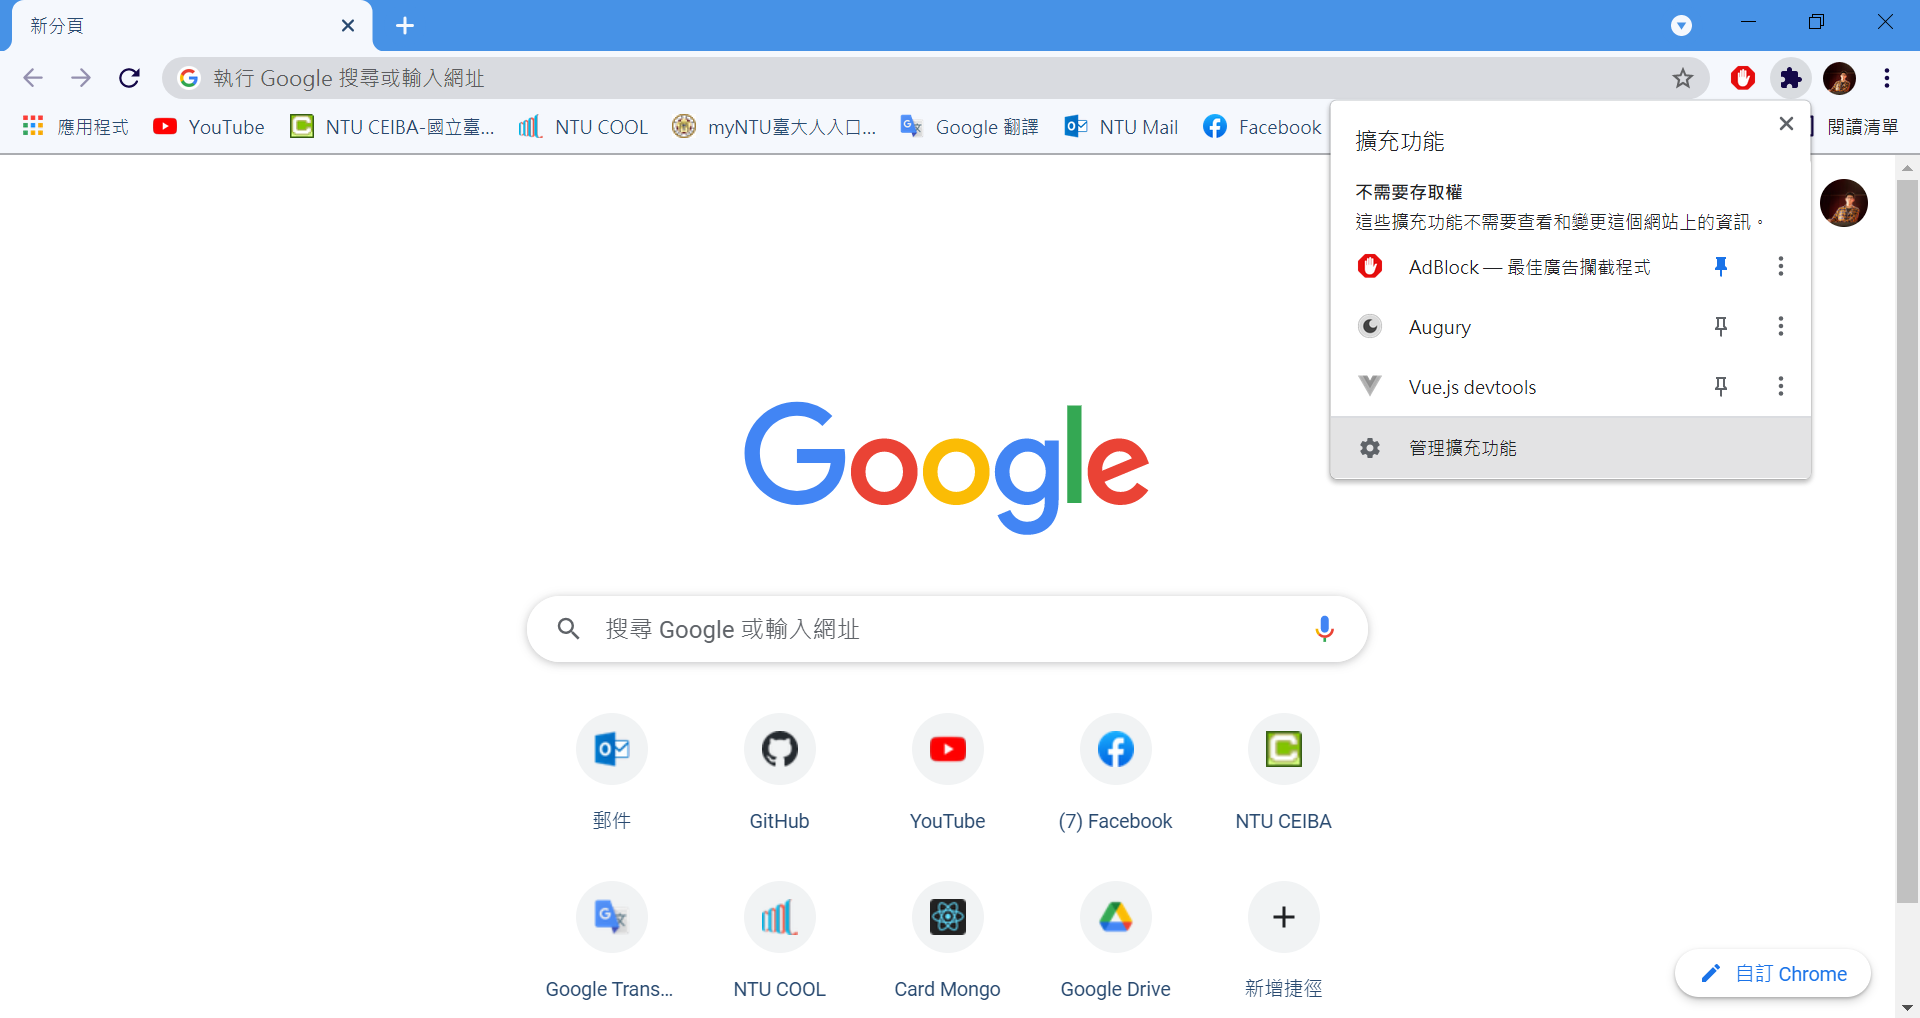 新分頁
執行 Google 搜尋或輸入網址
應用程式
YouTube
NTU CEIBA-國立臺...
NTU COOL
myNTU臺大人入口...
Google 翻譯
NTU Mail
Facebook
閱讀清單
擴充功能
不需要存取權
這些擴充功能不需要查看和變更這個網站上的資訊。
AdBlock — 最佳廣告攔截程式
Augury
Vue.js devtools
管理擴充功能
Google
搜尋 Google 或輸入網址
郵件
GitHub
YouTube
(7) Facebook
NTU CEIBA
Google Trans...
NTU COOL
Card Mongo
Google Drive
新增捷徑
自訂 Chrome